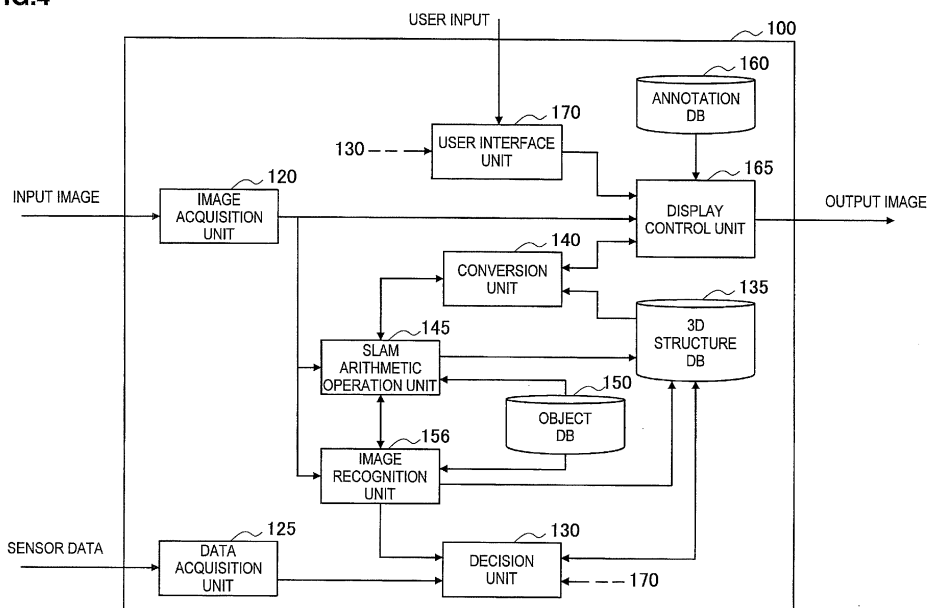 USER INPUT
100
160
ANNOTATION
DB
170
USER INTERFACE
UNIT
130
165
120
INPUT IMAGE
IMAGE
ACQUISITION
UNIT
DISPLAY
CONTROL UNIT
OUTPUT IMAGE
140
CONVERSION
UNIT
135
3D
STRUCTURE
DB
145
SLAM
ARITHMETIC
OPERATION UNIT
150
OBJECT
DB
156
IMAGE
RECOGNITION
UNIT
125
SENSOR DATA
DATA
ACQUISITION
UNIT
130
DECISION
UNIT
170